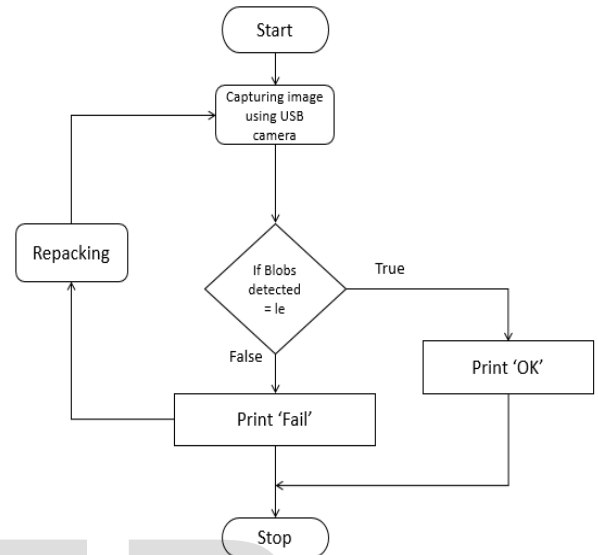 Start
Capturing image
using USB
camera
Repacking
If Blobs
detected
= le
True
False
Print ‘OK’
Print ‘Fail’
Stop